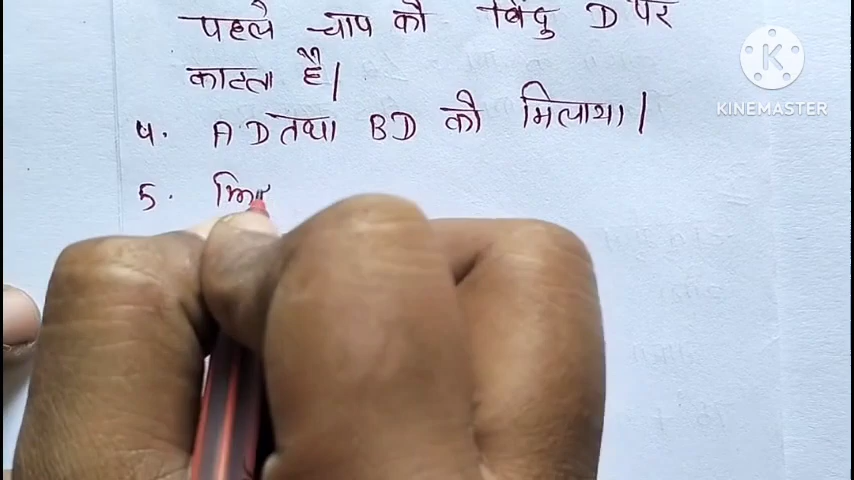 पहले चाप को बिंदु D पर
KINEMASTER
काटता है|
4. AD तथा BD को मिलाया|
5.